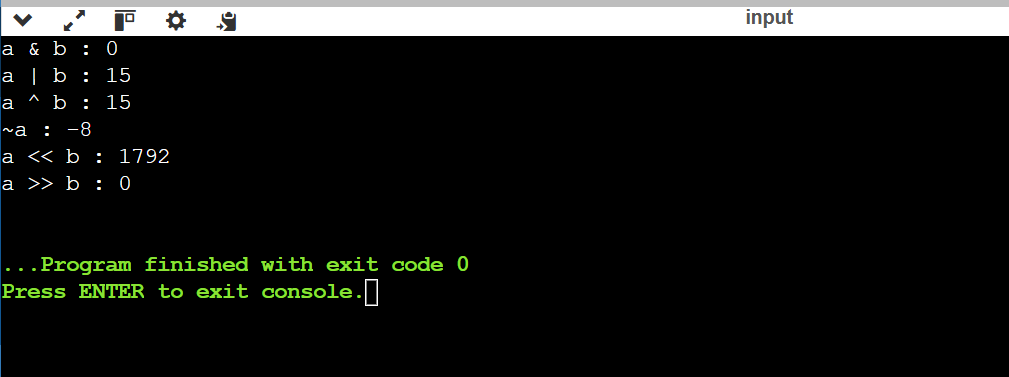 input
a & b : 0
a | b : 15
a ^ b : 15
~a : -8
a << b : 1792
a >> b : 0
...Program finished with exit code 0
Press ENTER to exit console.